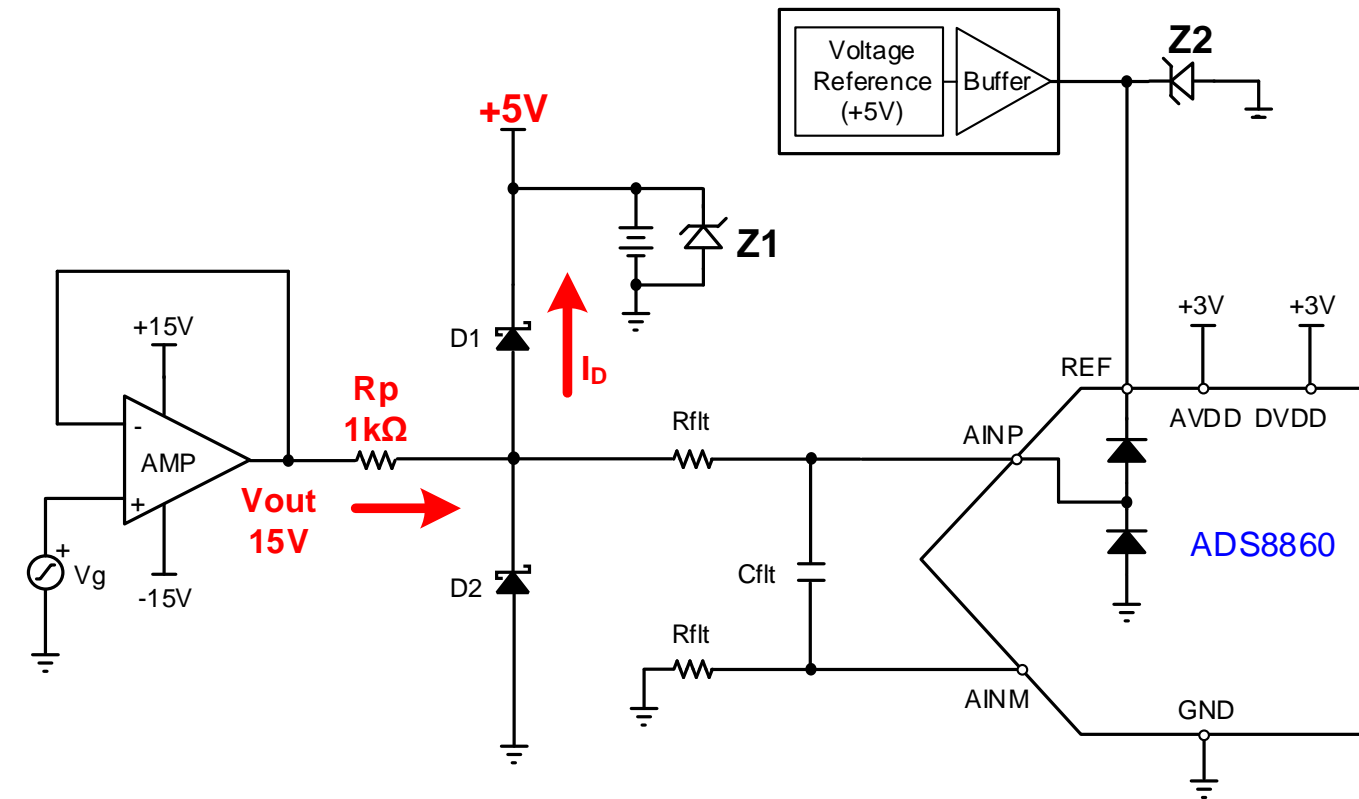 Voltage
Reference
(+5V)
Buffer
Z2
+5V
Z1
+15V
D1
ID
+3V
+3V
REF
Rp
1kΩ
Rflt
AINP
AVDD
DVDD
-
AMP
+
Vout
15V
ADS8860
+
Vg
-15V
D2
Cflt
Rflt
AINM
GND